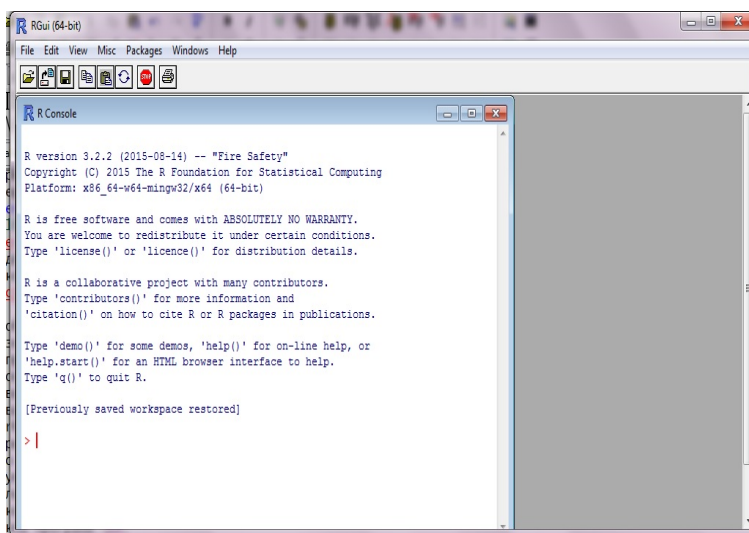 RGui (64-bit)
File Edit View Misc Packages Windows Help
STOP
R Console
R version 3.2.2 (2015-08-14) -- "Fire Safety"
Copyright (C) 2015 The R Foundation for Statistical Computing
Platform: x86_64-w64-mingw32/x64 (64-bit)
R is free software and comes with ABSOLUTELY NO WARRANTY.
You are welcome to redistribute it under certain conditions.
Type 'license()' or 'licence()' for distribution details.
R is a collaborative project with many contributors.
Type 'contributors()' for more information and
'citation()' on how to cite R or R packages in publications.
Type 'demo()' for some demos, 'help()' for on-line help, or
'help.start()' for an HTML browser interface to help.
Type 'q()' to quit R.
[Previously saved workspace restored]
>